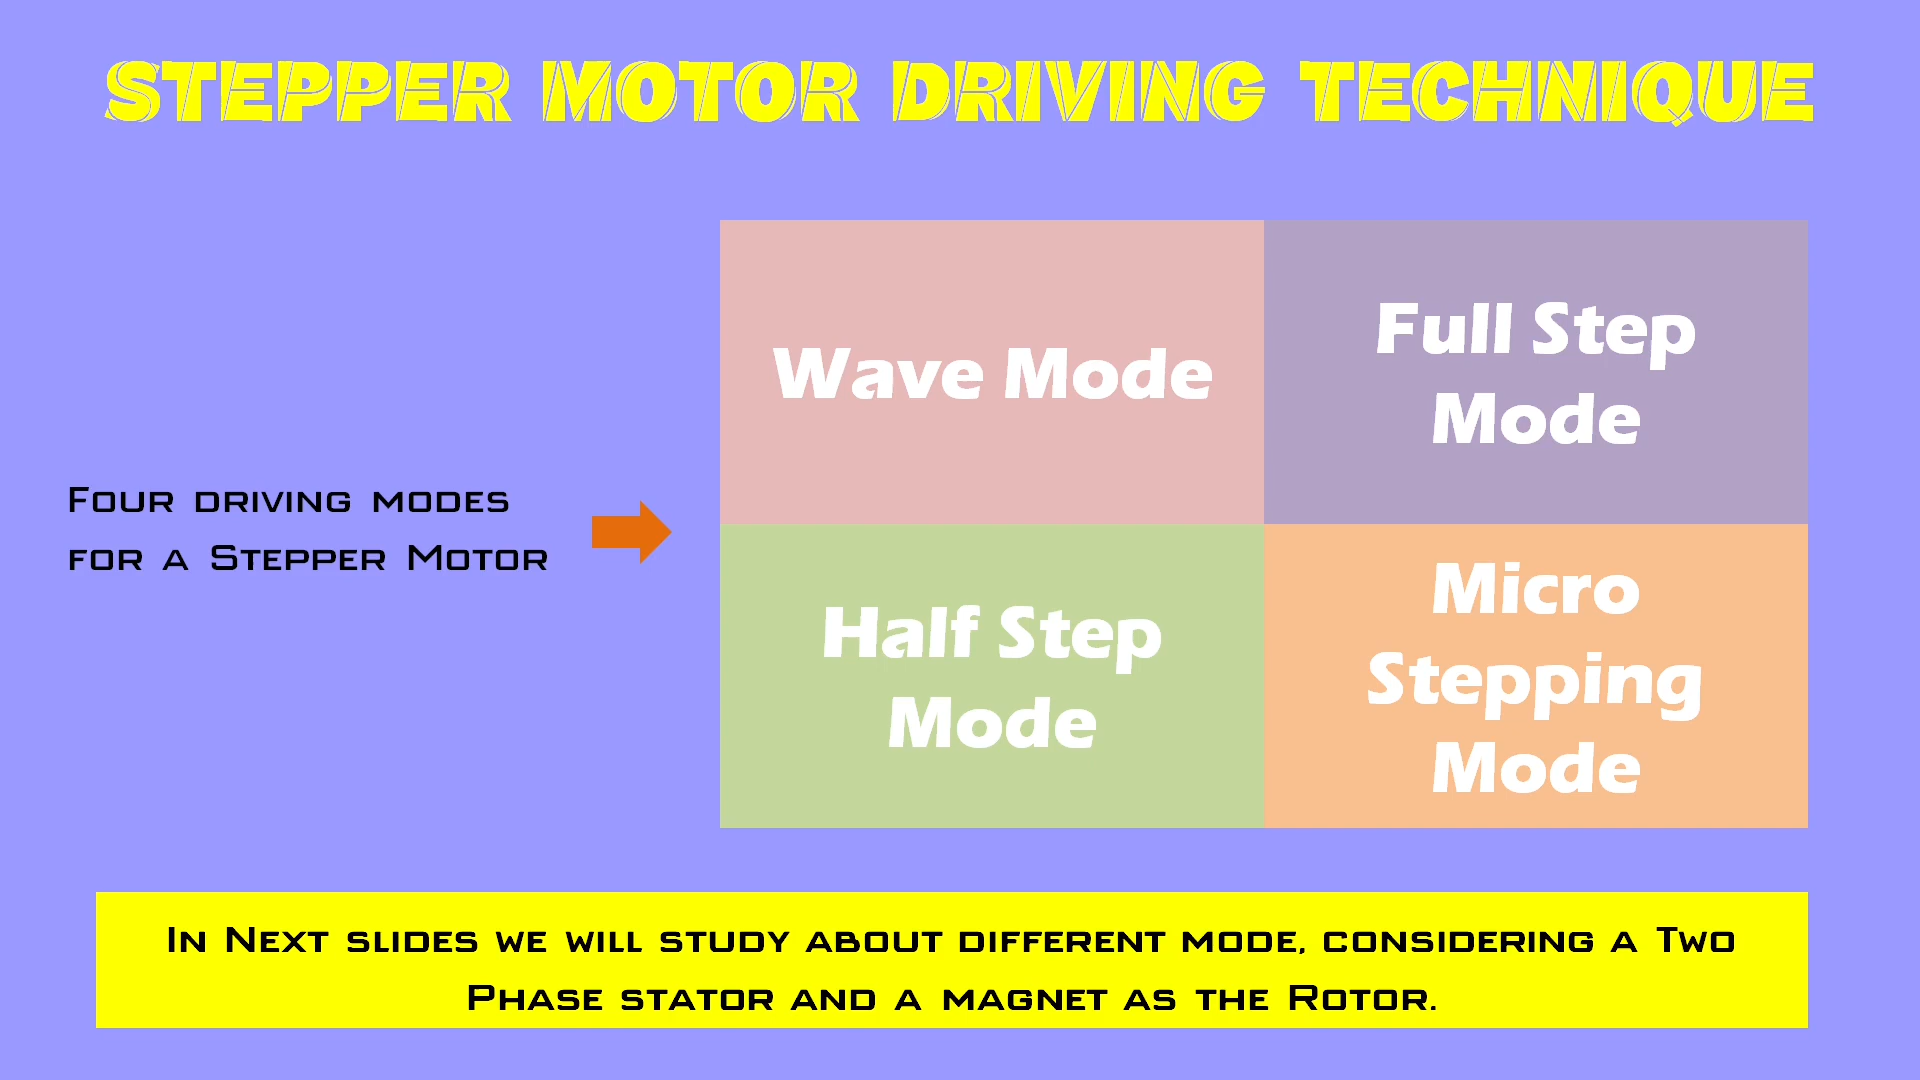 STEPPER MOTOR DRIVING TECHNIQUE
Four driving modes
for a Stepper Motor
Wave Mode
Full Step
Mode
Half Step
Mode
Micro
Stepping
Mode
In Next slides we will study about different mode, considering a Two
Phase stator and a magnet as the Rotor.